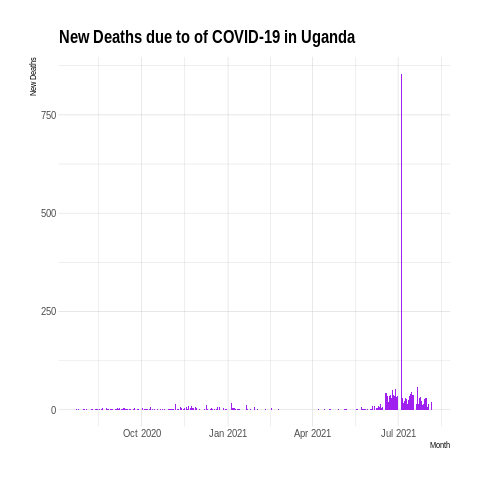 New Deaths due to of COVID-19 in Uganda
New Deaths
750
500
250
0
Oct 2020
Jan 2021
Apr 2021
Jul 2021
Month